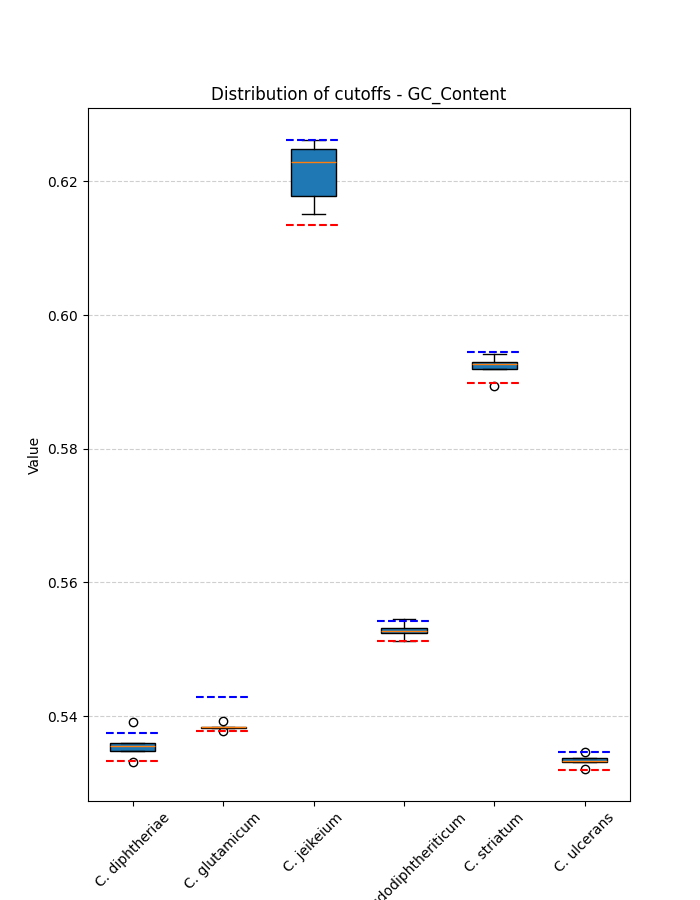 Distribution of cutoffs - GC_Content
0.62
0.60
0.58
0.56
0.54
Value
C. diphtheriae
C. glutamicum
C. jeikeium
dodiphtheriticum
C. striatum
C. ulcerans